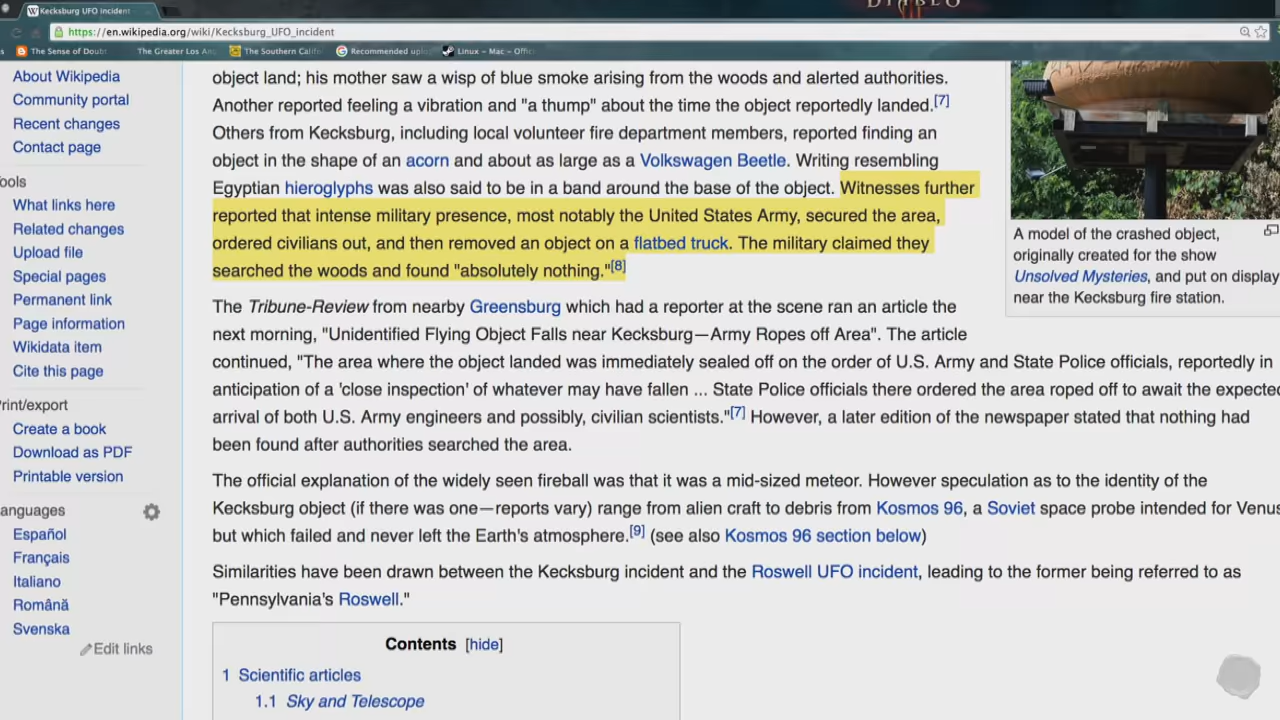 DIABLO
Kecksburg UFO incident
https://en.wikipedia.org/wiki/Kecksburg_UFO_incident
The Sense of Doubt
The Greater Los An
The Southern Calif
Recommended uplo
Linux – Mac – Offic
About Wikipedia
Community portal
Recent changes
Contact page
ools
What links here
Related changes
Upload file
Special pages
Permanent link
Page information
Wikidata item
Cite this page
Print/export
Create a book
Download as PDF
Printable version
anguages
Español
Français
Italiano
Română
Svenska
Edit links
object land; his mother saw a wisp of blue smoke arising from the woods and alerted authorities.
Another reported feeling a vibration and "a thump" about the time the object reportedly landed.[7]
Others from Kecksburg, including local volunteer fire department members, reported finding an
object in the shape of an acorn and about as large as a Volkswagen Beetle. Writing resembling
Egyptian hieroglyphs was also said to be in a band around the base of the object. Witnesses further
reported that intense military presence, most notably the United States Army, secured the area,
ordered civilians out, and then removed an object on a flatbed truck. The military claimed they
searched the woods and found "absolutely nothing."[8]
The Tribune-Review from nearby Greensburg which had a reporter at the scene ran an article the
next morning, "Unidentified Flying Object Falls near Kecksburg—Army Ropes off Area". The article
continued, "The area where the object landed was immediately sealed off on the order of U.S. Army and State Police officials, reportedly in
anticipation of a 'close inspection' of whatever may have fallen ... State Police officials there ordered the area roped off to await the expected
arrival of both U.S. Army engineers and possibly, civilian scientists."[7] However, a later edition of the newspaper stated that nothing had
been found after authorities searched the area.
The official explanation of the widely seen fireball was that it was a mid-sized meteor. However speculation as to the identity of the
Kecksburg object (if there was one—reports vary) range from alien craft to debris from Kosmos 96, a Soviet space probe intended for Venus
but which failed and never left the Earth's atmosphere.[9] (see also Kosmos 96 section below)
Similarities have been drawn between the Kecksburg incident and the Roswell UFO incident, leading to the former being referred to as
"Pennsylvania's Roswell."
Contents [hide]
1 Scientific articles
1.1 Sky and Telescope
A model of the crashed object,
originally created for the show
Unsolved Mysteries, and put on display
near the Kecksburg fire station.